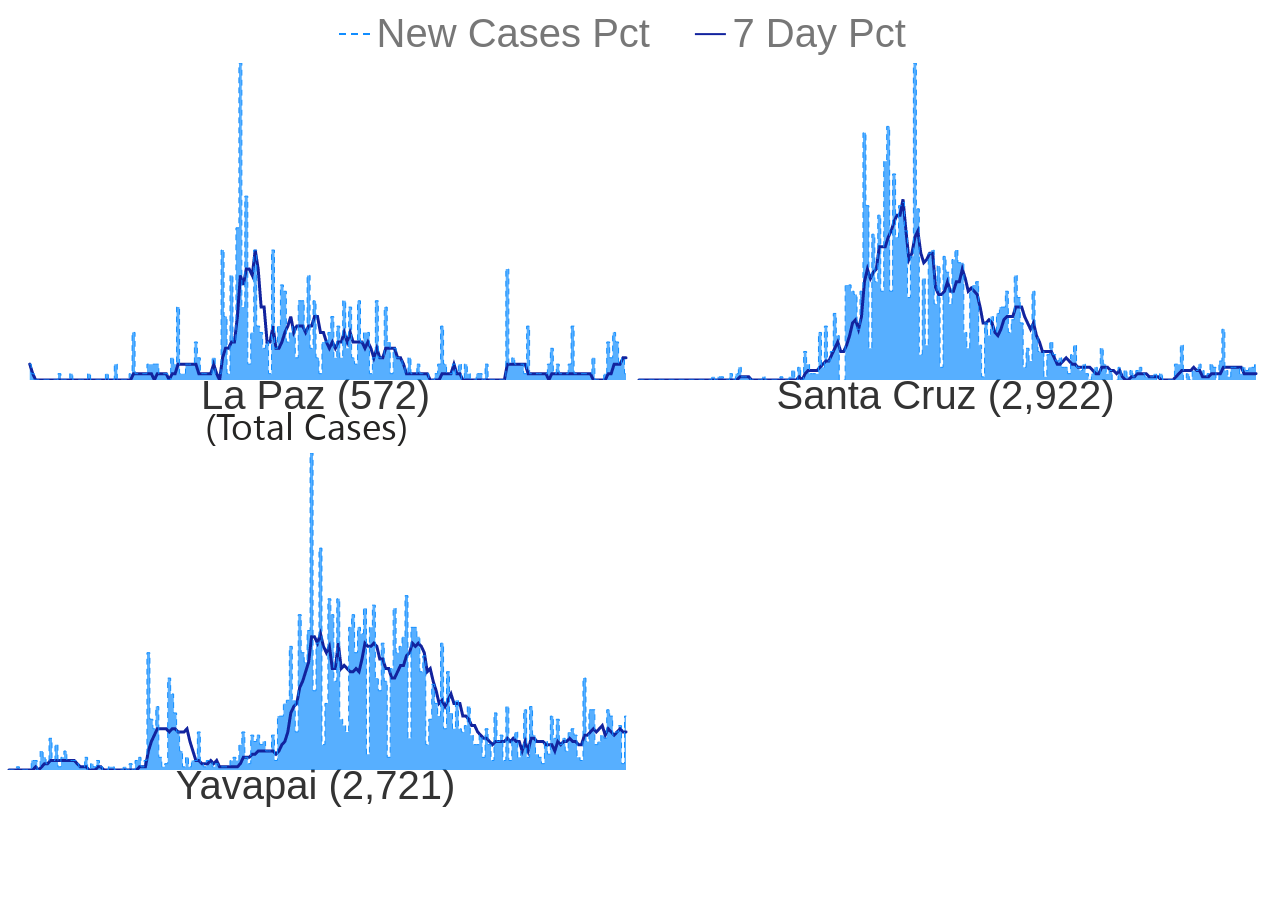 New Cases Pct 7 Day Pct
La Paz (572) Santa Cruz (2,922)
(Total Cases)
Yavapai (2,721)